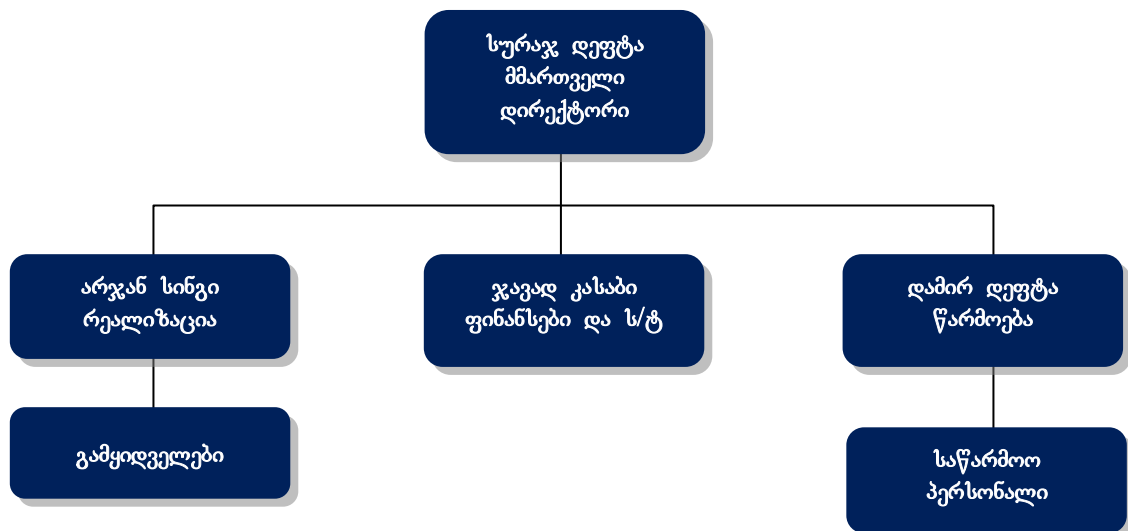 სურაჯ დეფტა
მმართველი
დირექტორი
არჯან სინგი
რეალიზაცია
ჯავად კასაბი
ფინანსები და ს/ტ
დამირ დეფტა
წარმოება
გამყიდველები
საწარმოო
პერსონალი